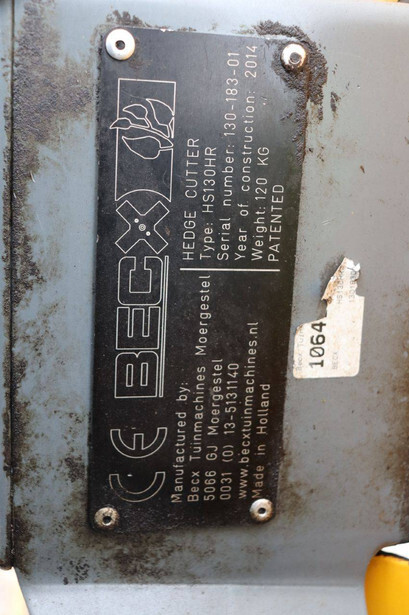 CE BECX
Manufactured by:
Becx Tuinmachines Moergestel
5066 GJ Moergestel
0031 (0) 13-5131140
www.becxtuinmachines.nl
Made in Holland
HEDGE CUTTER
Type: HS130HR
Serial number: 130-183-01
Year of construction: 2014
Weight: 120 KG
PATENTED
1064
BECX